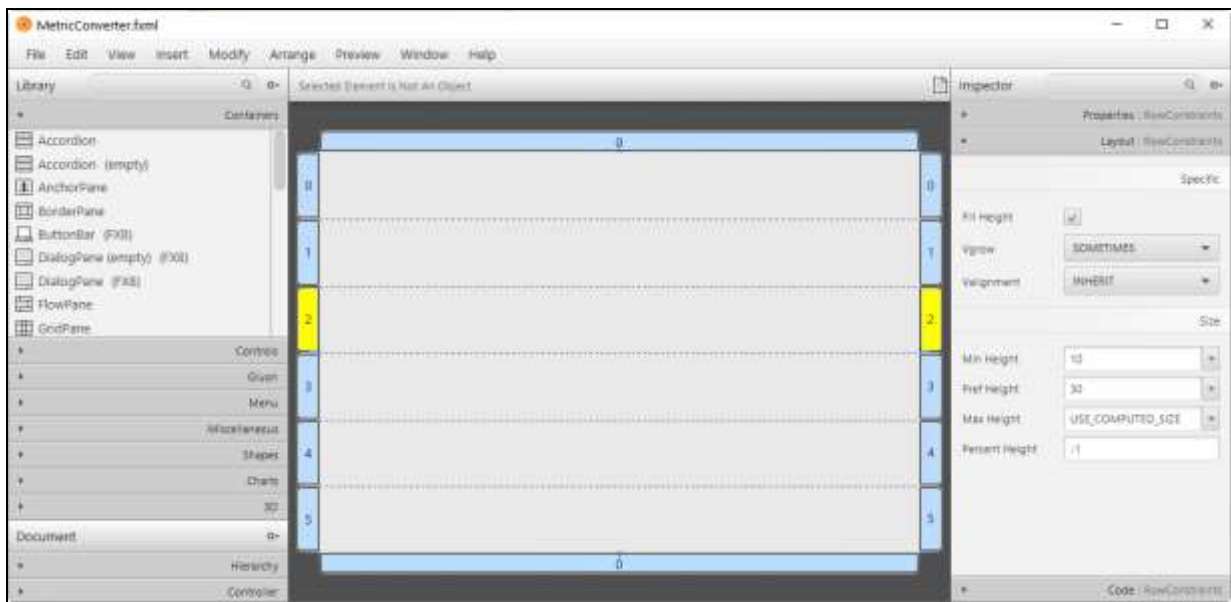 MetricConverter.fxml
File Edit View Insert Modify Arrange Preview Window Help
Library
Selected Element Is Not An Object
Inspector
Containers
Accordion
Accordion (empty)
AnchorPane
BorderPane
ButtonBar (FX8)
DialogPane (empty) (FX8)
DialogPane (FX8)
FlowPane
GridPane
Controls
Gluon
Menu
Miscellaneous
Shapes
Charts
3D
Document
Hierarchy
Controller
0
0 0
1 1
2 2
3 3
4 4
5 5
0
Properties : RowConstraints
Layout : RowConstraints
Specific
Fill Height
Vgrow SOMETIMES
Valignment INHERIT
Size
Min Height 10
Pref Height 30
Max Height USE_COMPUTED_SIZE
Percent Height -1
Code : RowConstraints